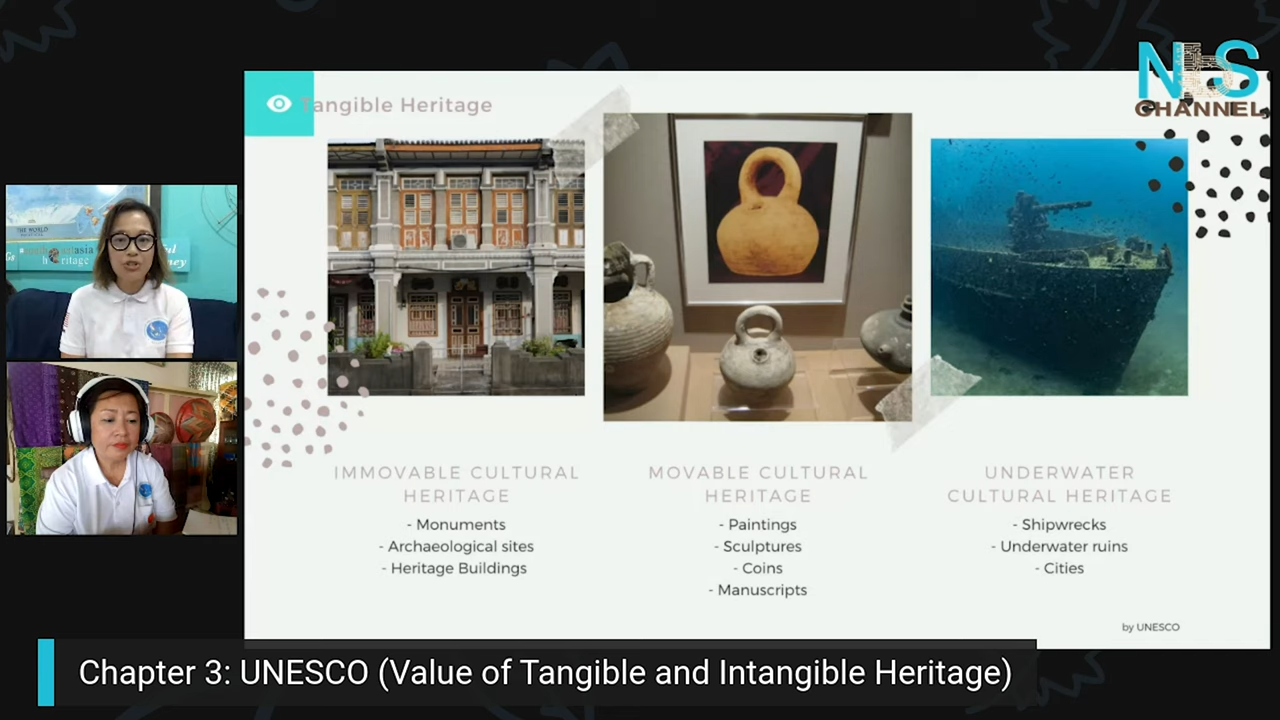 NBS
CHANNEL
Tangible Heritage
THE WORLD
IMMOVABLE CULTURAL
HERITAGE
- Monuments
- Archaeological sites
- Heritage Buildings
MOVABLE CULTURAL
HERITAGE
- Paintings
- Sculptures
- Coins
- Manuscripts
UNDERWATER
CULTURAL HERITAGE
- Shipwrecks
- Underwater ruins
- Cities
by UNESCO
Chapter 3: UNESCO (Value of Tangible and Intangible Heritage)